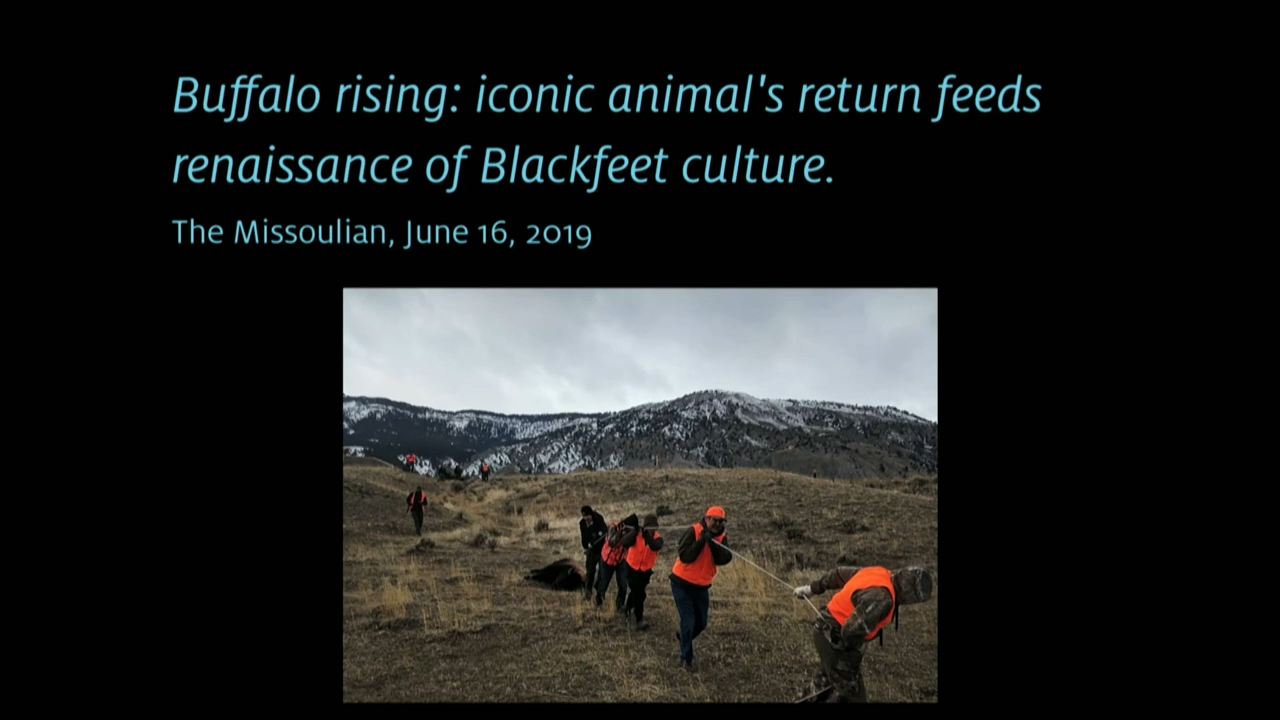 Buffalo rising: iconic animal's return feeds
renaissance of Blackfeet culture.
The Missoulian, June 16, 2019